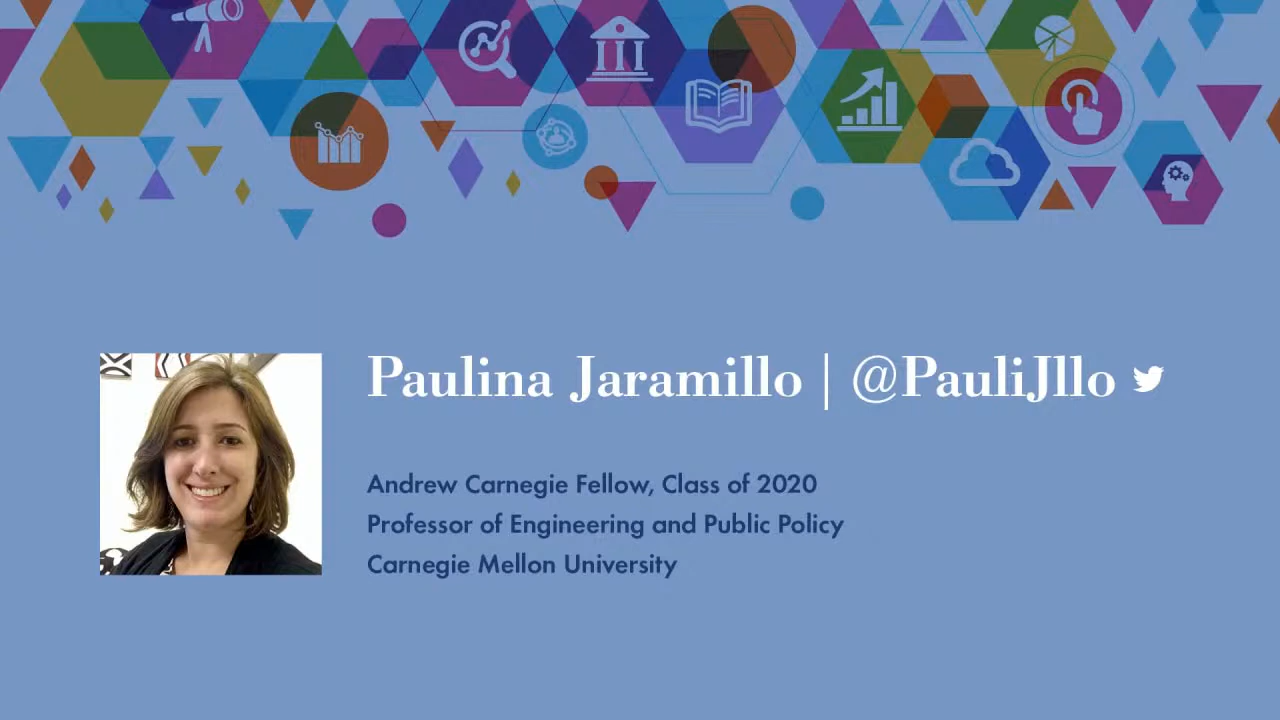 Paulina Jaramillo | @PauliJllo
Andrew Carnegie Fellow, Class of 2020
Professor of Engineering and Public Policy
Carnegie Mellon University